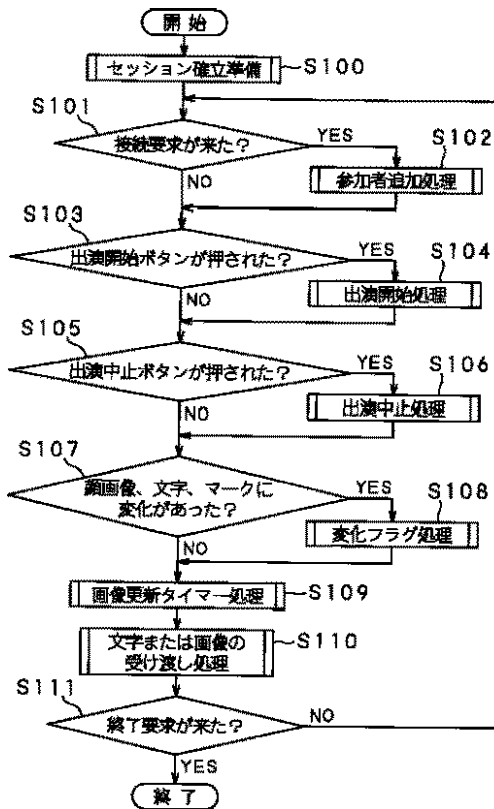 開始
セッション確立準備
S100
S101
接続要求が来た？
YES
S102
参加者追加処理
NO
S103
出演開始ボタンが押された？
YES
S104
出演開始処理
NO
S105
出演中止ボタンが押された？
YES
S106
出演中止処理
NO
S107
顔画像、文字、マークに
変化があった？
YES
S108
変化フラグ処理
NO
画像更新タイマー処理
S109
文字または画像の
受け渡し処理
S110
S111
終了要求が来た？
NO
YES
終了